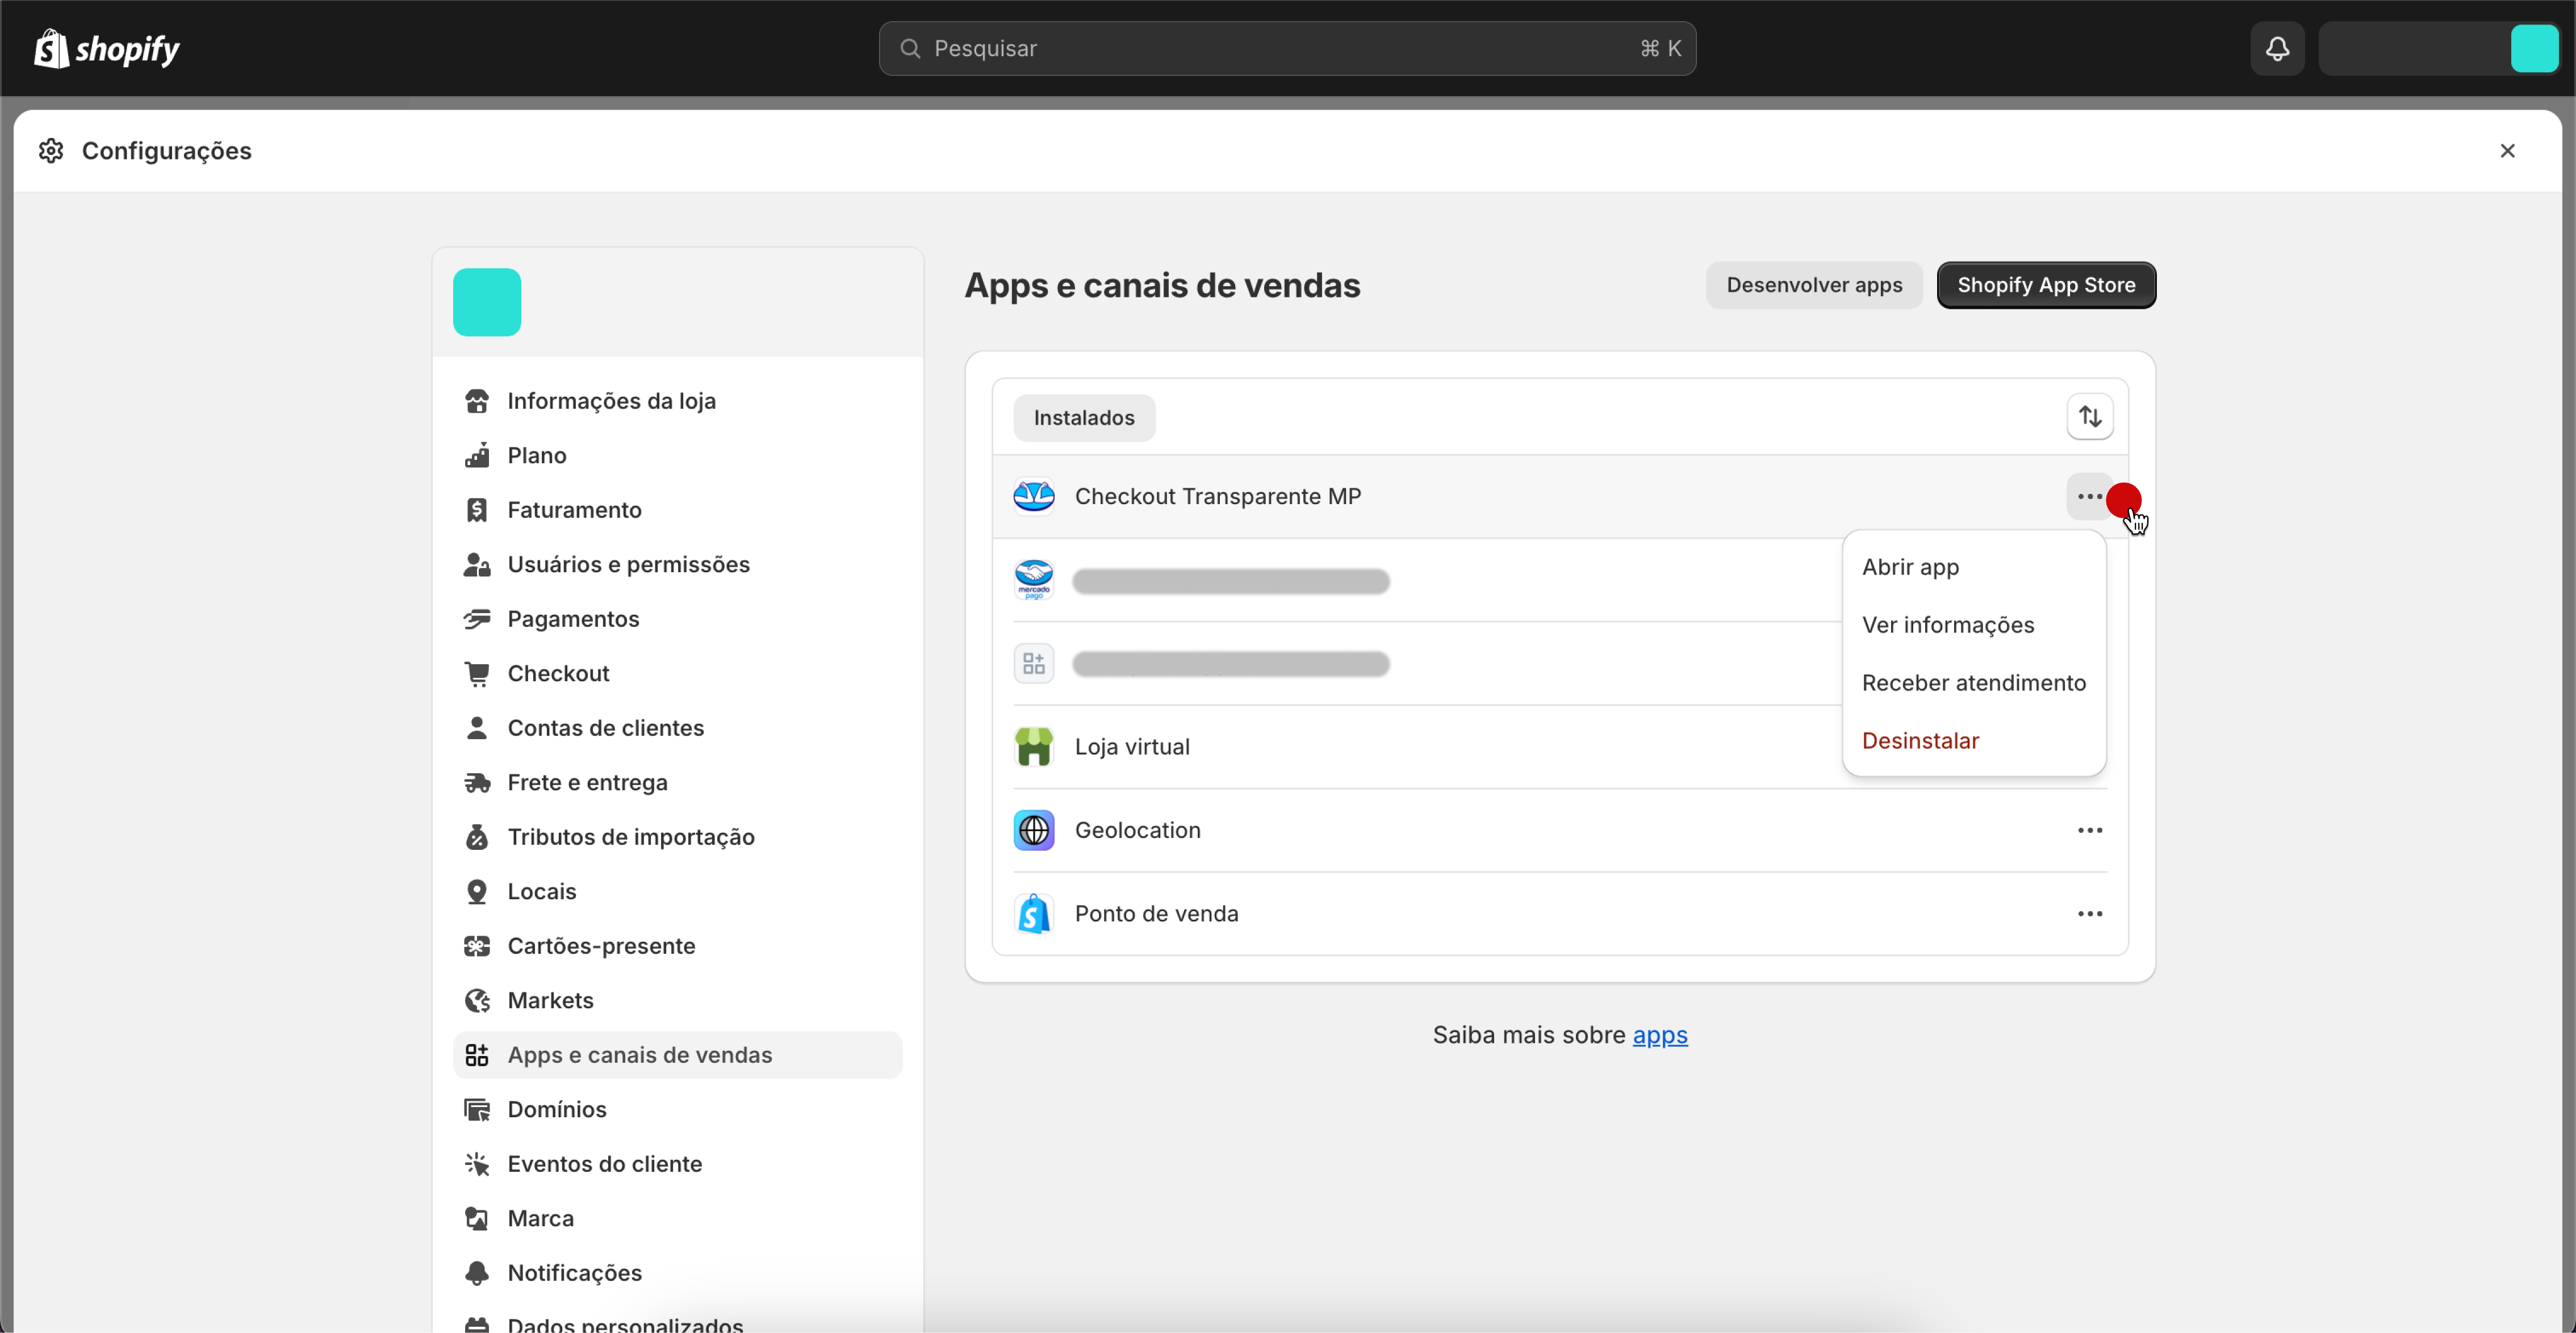 shopify
Pesquisar
⌘ K
Configurações
Informações da loja
Plano
Faturamento
Usuários e permissões
Pagamentos
Checkout
Contas de clientes
Frete e entrega
Tributos de importação
Locais
Cartões-presente
Markets
Apps e canais de vendas
Domínios
Eventos do cliente
Marca
Notificações
Dados personalizados
Apps e canais de vendas
Desenvolver apps
Shopify App Store
Instalados
Checkout Transparente MP
mercado
pago
Loja virtual
Geolocation
Ponto de venda
Abrir app
Ver informações
Receber atendimento
Desinstalar
Saiba mais sobre apps